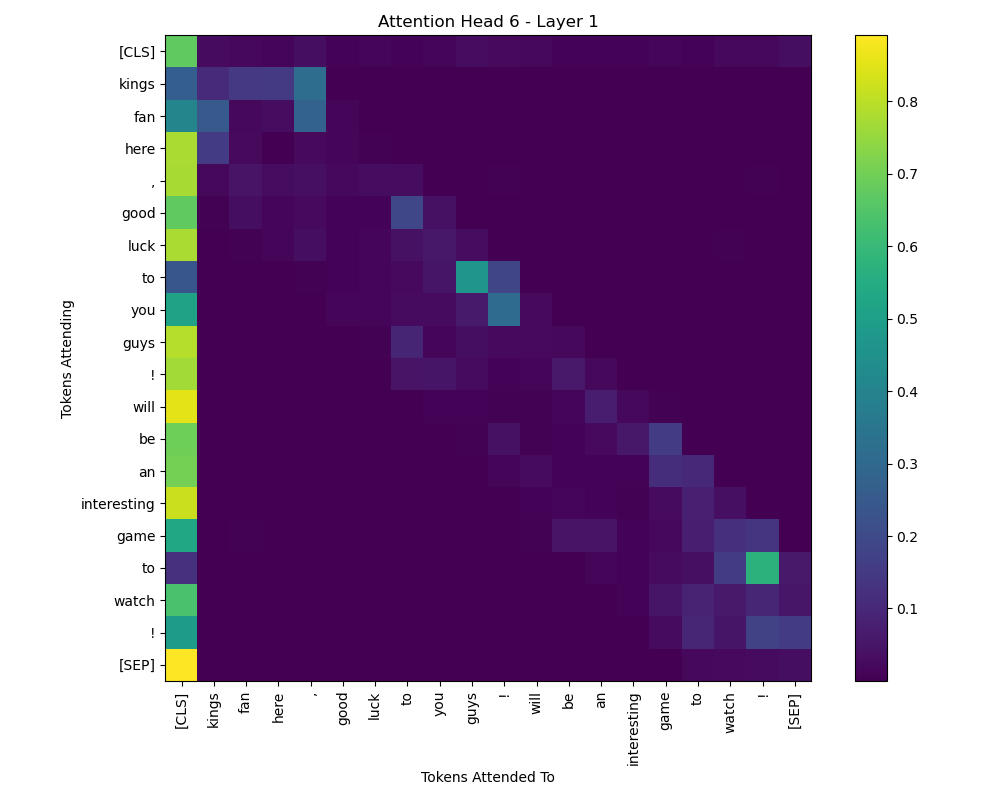 Attention Head 6 - Layer 1
[CLS]
kings
fan
here
,
good
luck
to
you
guys
!
will
be
an
interesting
game
to
watch
!
[SEP]
Tokens Attending
[CLS]
kings
fan
here
,
good
luck
to
you
guys
!
will
be
an
interesting
game
to
watch
!
[SEP]
Tokens Attended To
0.8
0.7
0.6
0.5
0.4
0.3
0.2
0.1